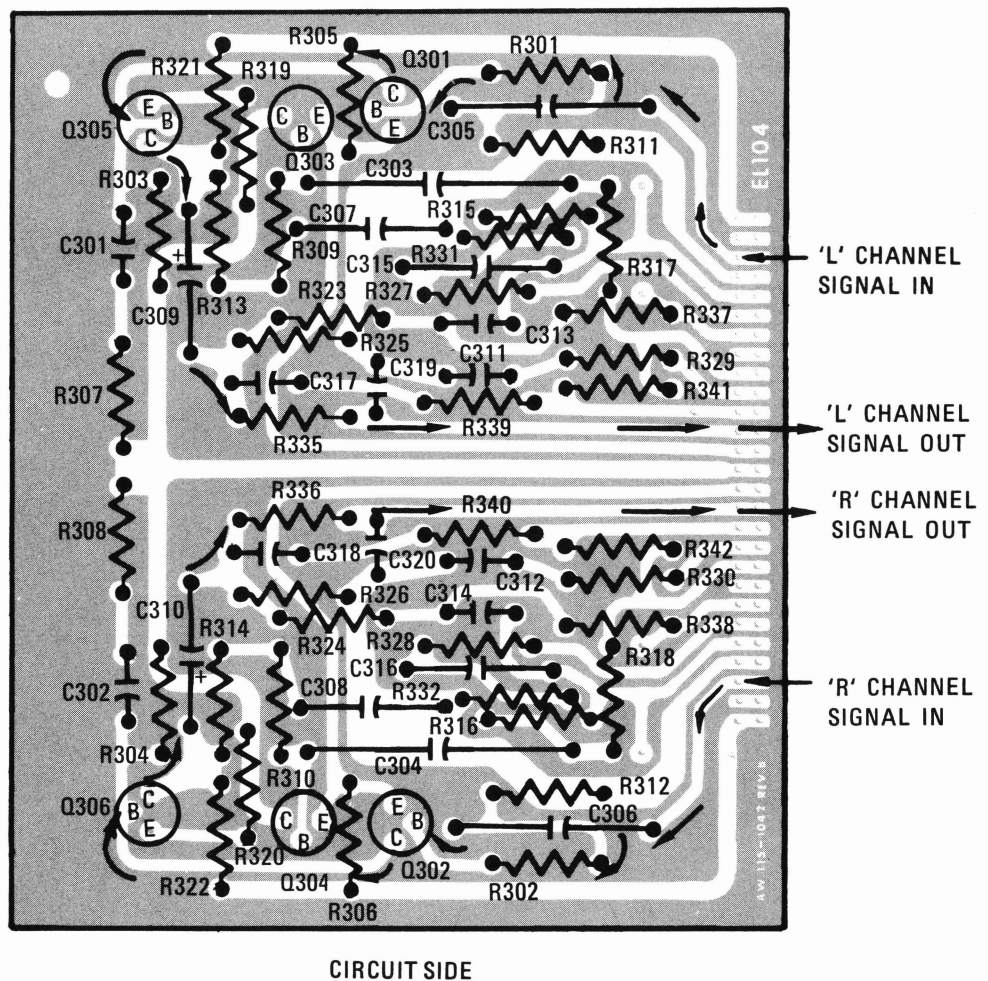 R305
Q301
R301
R321
R319
C
E
B
C
C
B
E
B
E
Q305
C305
EL104
Q303
R311
R303
C303
C307
R315
C301
+
R309
C315
R331
R317
'L' CHANNEL
SIGNAL IN
C309
R313
R323
R327
R337
R325
C313
C319
C311
R329
R307
C317
R341
R335
R339
'L' CHANNEL
SIGNAL OUT
R336
R340
'R' CHANNEL
SIGNAL OUT
R308
C318
C320
R342
C312
R330
R326
C314
C310
R314
R324
R328
R338
R318
C316
+
C302
C308
R332
R316
'R' CHANNEL
SIGNAL IN
R304
R310
C304
R312
Q306
C
B
E
C
E
B
E
B
C
C306
R320
Q302
R322
Q304
R302
R306
AW 115-1047 REV B
CIRCUIT SIDE